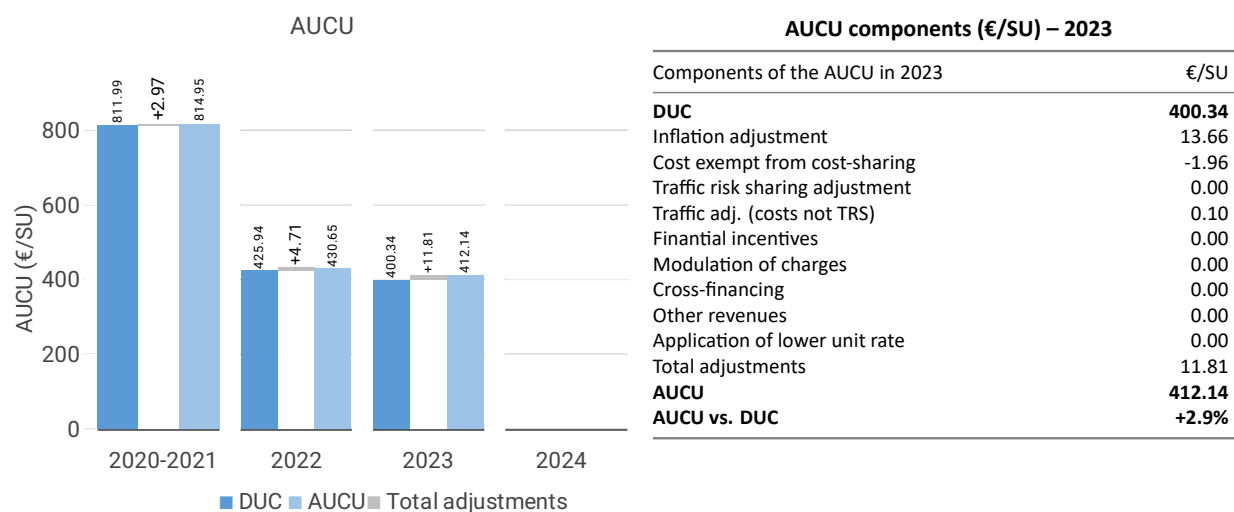 AUCU
AUCU (€/SU)
800
600
400
200
0
811.99
+2.97
814.95
425.94
+4.71
430.65
400.34
+11.81
412.14
2020-2021
2022
2023
2024
DUC AUCU Total adjustments
AUCU components (€/SU) – 2023
Components of the AUCU in 2023 €/SU
DUC 400.34
Inflation adjustment 13.66
Cost exempt from cost-sharing -1.96
Traffic risk sharing adjustment 0.00
Traffic adj. (costs not TRS) 0.10
Finantial incentives 0.00
Modulation of charges 0.00
Cross-financing 0.00
Other revenues 0.00
Application of lower unit rate 0.00
Total adjustments 11.81
AUCU 412.14
AUCU vs. DUC +2.9%